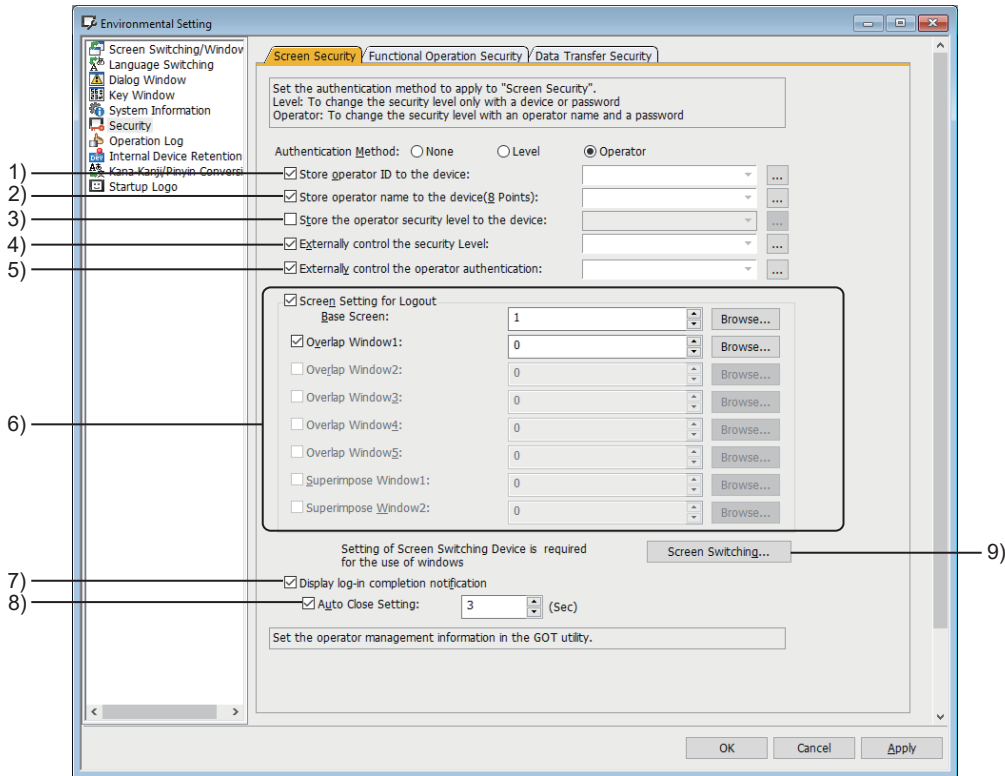 Environmental Setting
Screen Switching/Window
Language Switching
Dialog Window
Key Window
System Information
Security
Operation Log
Internal Device Retention
Kana-Kanji/Pinyin Conversi
Startup Logo
Screen Security
Functional Operation Security
Data Transfer Security
Set the authentication method to apply to "Screen Security".
Level: To change the security level only with a device or password
Operator: To change the security level with an operator name and a password
Authentication Method: None Level Operator
1) Store operator ID to the device: ...
2) Store operator name to the device(8 Points): ...
3) Store the operator security level to the device: ...
4) Externally control the security Level: ...
5) Externally control the operator authentication: ...
6)
Screen Setting for Logout
Base Screen: 1 Browse...
Overlap Window1: 0 Browse...
Overlap Window2: 0 Browse...
Overlap Window3: 0 Browse...
Overlap Window4: 0 Browse...
Overlap Window5: 0 Browse...
Superimpose Window1: 0 Browse...
Superimpose Window2: 0 Browse...
Setting of Screen Switching Device is required
for the use of windows
Screen Switching... 9)
7) Display log-in completion notification
8) Auto Close Setting: 3 (Sec)
Set the operator management information in the GOT utility.
OK Cancel Apply